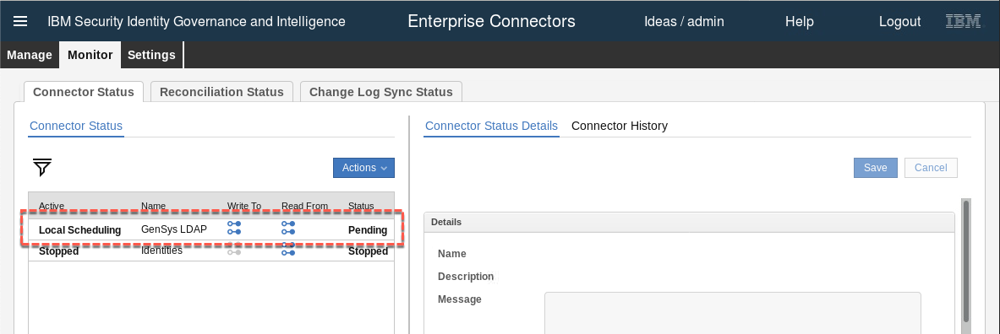 IBM Security Identity Governance and Intelligence Enterprise Connectors Ideas / admin Help Logout IBM
Manage Monitor Settings
Connector Status Reconciliation Status Change Log Sync Status
Connector Status
Actions
Active Name Write To Read From Status
Local Scheduling GenSys LDAP Pending
Stopped Identities Stopped
Connector Status Details Connector History
Save Cancel
Details
Name
Description
Message